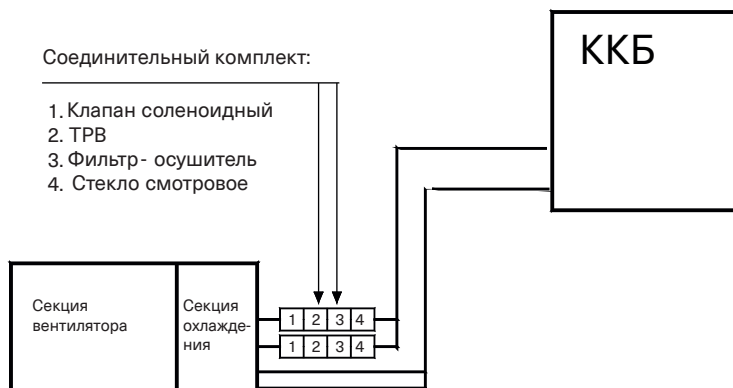 ККБ
Соединительный комплект:
1. Клапан соленоидный
2. ТРВ
3. Фильтр- осушитель
4. Стекло смотровое
Секция
вентилятора
Секция
охлажде-
ния
1 2 3 4
1 2 3 4